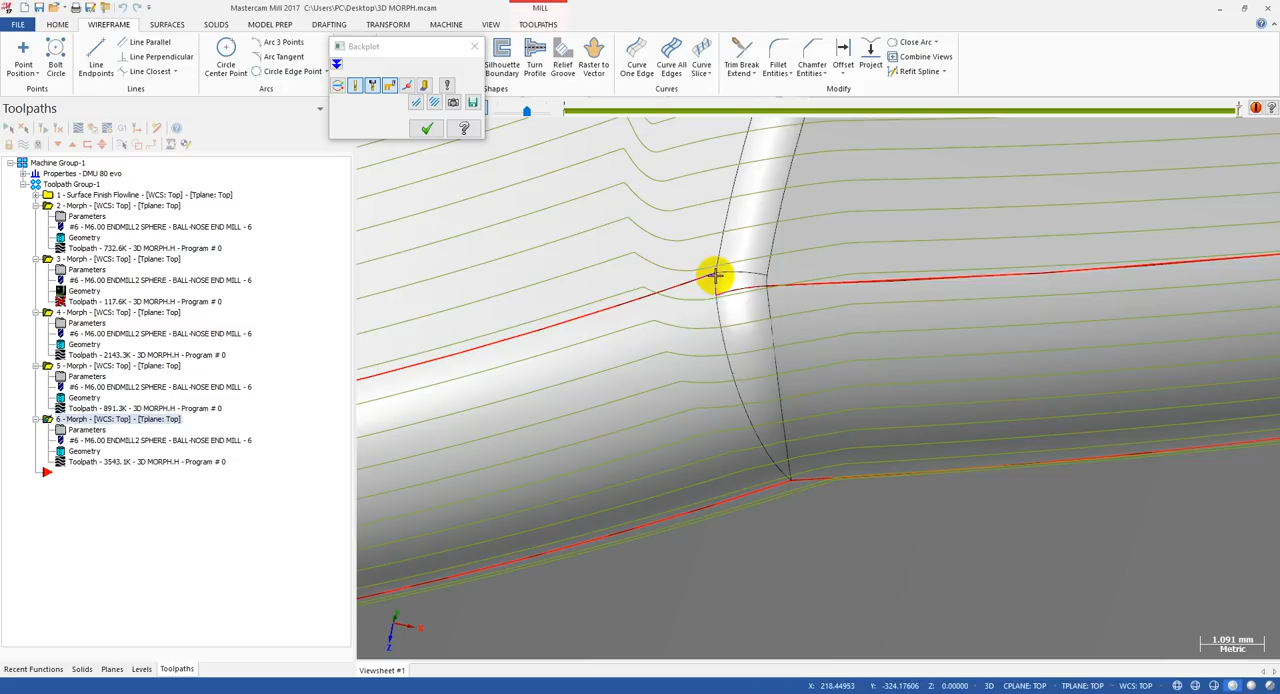 Mastercam Mill 2017 C:\Users\PC\Desktop\3D MORPH.mcam
MILL
FILE HOME WIREFRAME SURFACES SOLIDS MODEL PREP DRAFTING TRANSFORM MACHINE VIEW TOOLPATHS
Point Position
Bolt Circle
Points
Line Endpoints
Line Parallel
Line Perpendicular
Line Closest
Lines
Circle Center Point
Arc 3 Points
Arc Tangent
Circle Edge Point
Arcs
Backplot
Silhouette Boundary
Turn Profile
Relief Groove
Raster to Vector
Shapes
Curve One Edge
Curve All Edges
Curve Slice
Curves
Trim Break Extend
Fillet Entities
Chamfer Entities
Offset
Project
Close Arc
Combine Views
Refit Spline
Modify
Toolpaths
G1
Machine Group-1
Properties - DMU 80 evo
Toolpath Group-1
1 - Surface Finish Flowline - [WCS: Top] - [Tplane: Top]
2 - Morph - [WCS: Top] - [Tplane: Top]
Parameters
#6 - M6.00 ENDMILL2 SPHERE - BALL-NOSE END MILL - 6
Geometry
Toolpath - 732.6K - 3D MORPH.H - Program # 0
3 - Morph - [WCS: Top] - [Tplane: Top]
Parameters
#6 - M6.00 ENDMILL2 SPHERE - BALL-NOSE END MILL - 6
Geometry
Toolpath - 117.6K - 3D MORPH.H - Program # 0
4 - Morph - [WCS: Top] - [Tplane: Top]
Parameters
#6 - M6.00 ENDMILL2 SPHERE - BALL-NOSE END MILL - 6
Geometry
Toolpath - 2143.3K - 3D MORPH.H - Program # 0
5 - Morph - [WCS: Top] - [Tplane: Top]
Parameters
#6 - M6.00 ENDMILL2 SPHERE - BALL-NOSE END MILL - 6
Geometry
Toolpath - 891.3K - 3D MORPH.H - Program # 0
6 - Morph - [WCS: Top] - [Tplane: Top]
Parameters
#6 - M6.00 ENDMILL2 SPHERE - BALL-NOSE END MILL - 6
Geometry
Toolpath - 3543.1K - 3D MORPH.H - Program # 0
X
Z
1.091 mm
Metric
Recent Functions Solids Planes Levels Toolpaths
Viewsheet #1
X: 218.44953 Y: -324.17606 Z: 0.00000 3D CPLANE: TOP TPLANE: TOP WCS: TOP